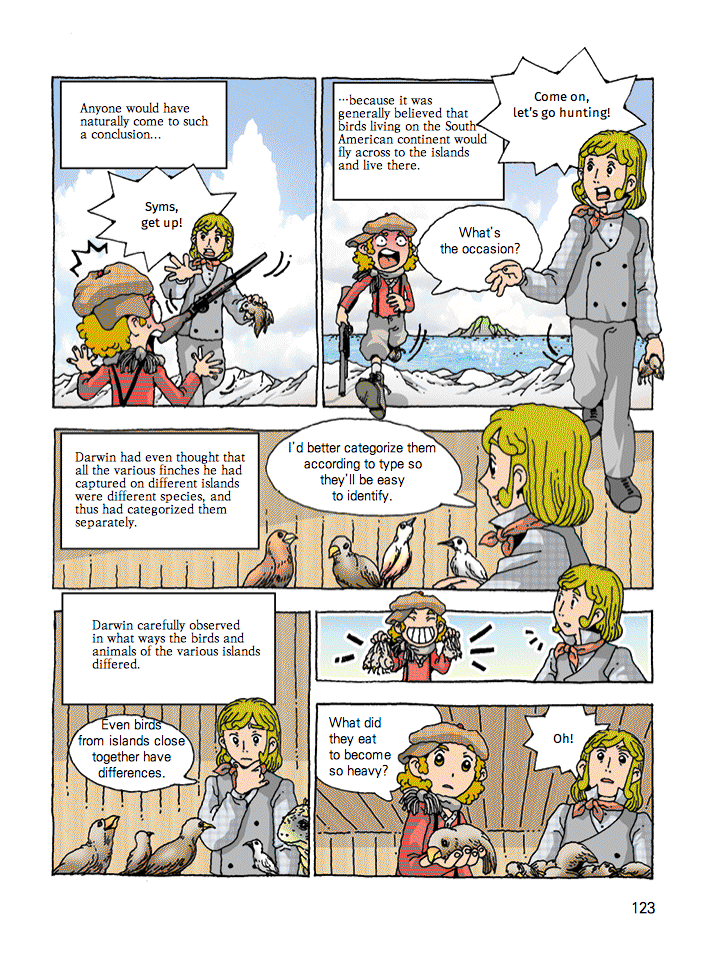 Anyone would have
naturally come to such
a conclusion...
Syms,
get up!
...because it was
generally believed that
birds living on the South
American continent would
fly acrass to the islands
and live there.
Come on,
let's go hunting!
What's
the occasion?
Darwin had even thought that
all the various finches he had
captured on different islands
were different species, and
thus had categorized them
separately.
I'd better categorize them
according to type so
they'll be easy
to identify.
Darwin carefully observed
in what ways the birds and
animals of the various islands
differed.
Even birds
from islands close
together have
differences.
What did
they eat
to become
so heavy?
Oh!
123